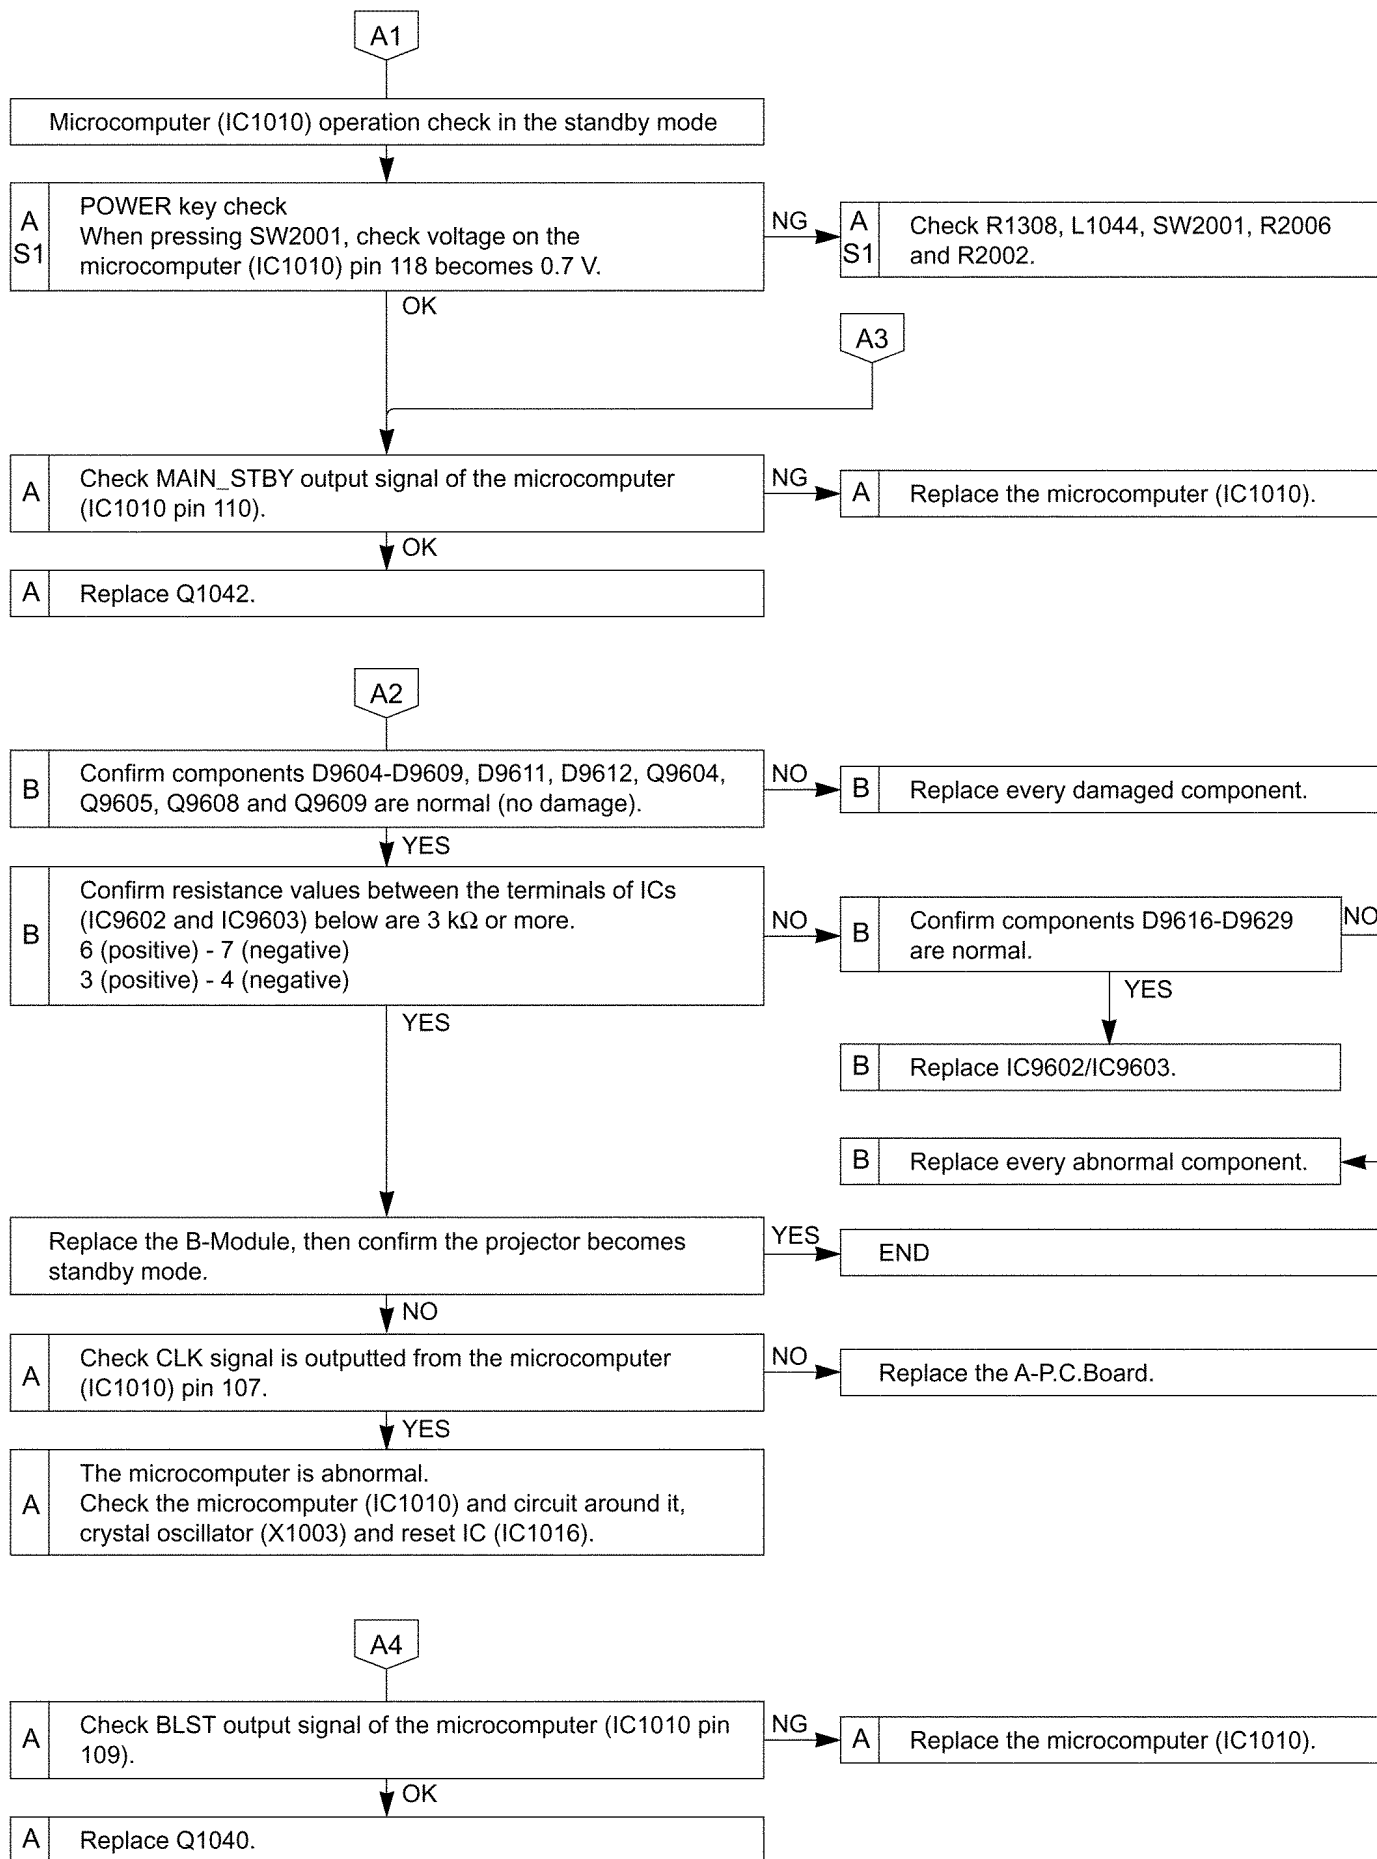 A1
Microcomputer (IC1010) operation check in the standby mode
A
S1
POWER key check
When pressing SW2001, check voltage on the
microcomputer (IC1010) pin 118 becomes 0.7 V.
NG
A
S1
Check R1308, L1044, SW2001, R2006
and R2002.
OK
A3
A
Check MAIN_STBY output signal of the microcomputer
(IC1010 pin 110).
NG
A
Replace the microcomputer (IC1010).
OK
A
Replace Q1042.
A2
B
Confirm components D9604-D9609, D9611, D9612, Q9604,
Q9605, Q9608 and Q9609 are normal (no damage).
NO
B
Replace every damaged component.
YES
B
Confirm resistance values between the terminals of ICs
(IC9602 and IC9603) below are 3 kΩ or more.
6 (positive) - 7 (negative)
3 (positive) - 4 (negative)
NO
B
Confirm components D9616-D9629
are normal.
NO
YES
YES
B
Replace IC9602/IC9603.
B
Replace every abnormal component.
Replace the B-Module, then confirm the projector becomes
standby mode.
YES
END
NO
A
Check CLK signal is outputted from the microcomputer
(IC1010) pin 107.
NO
Replace the A-P.C.Board.
YES
A
The microcomputer is abnormal.
Check the microcomputer (IC1010) and circuit around it,
crystal oscillator (X1003) and reset IC (IC1016).
A4
A
Check BLST output signal of the microcomputer (IC1010 pin
109).
NG
A
Replace the microcomputer (IC1010).
OK
A
Replace Q1040.